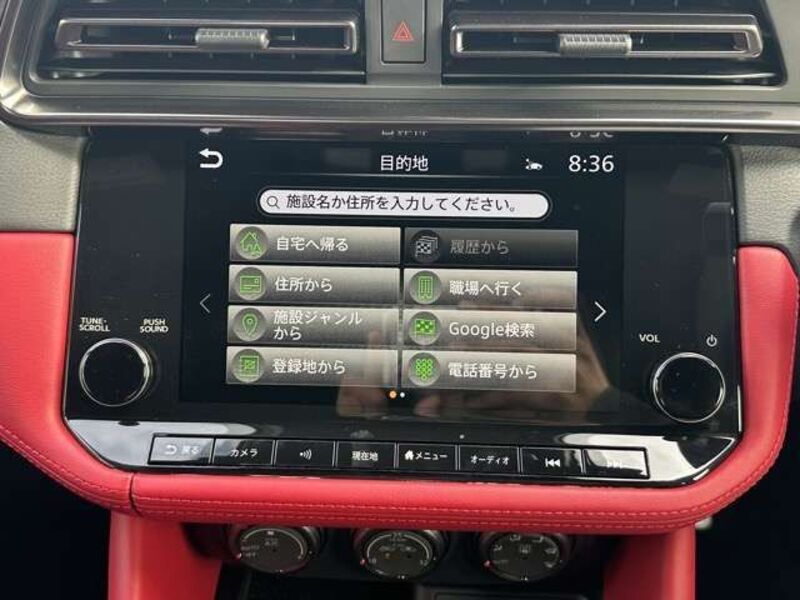 目的地
8:36
施設名か住所を入力してください。
自宅へ帰る
履歴から
住所から
職場へ行く
施設ジャンル
から
Google検索
登録地から
電話番号から
TUNE・
SCROLL
PUSH
SOUND
VOL
戻る
カメラ
現在地
メニュー
オーディオ
AUTO
OFF